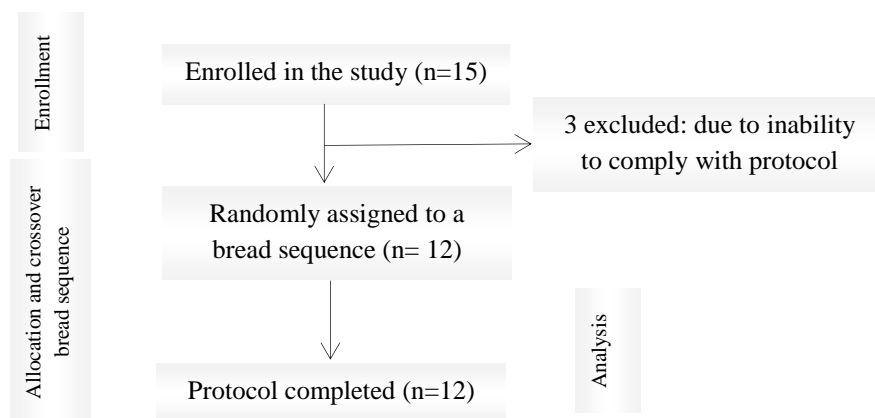 Enrollment
Enrolled in the study (n=15)
3 excluded: due to inability
to comply with protocol
Allocation and crossover
bread sequence
Randomly assigned to a
bread sequence (n= 12)
Protocol completed (n=12)
Analysis